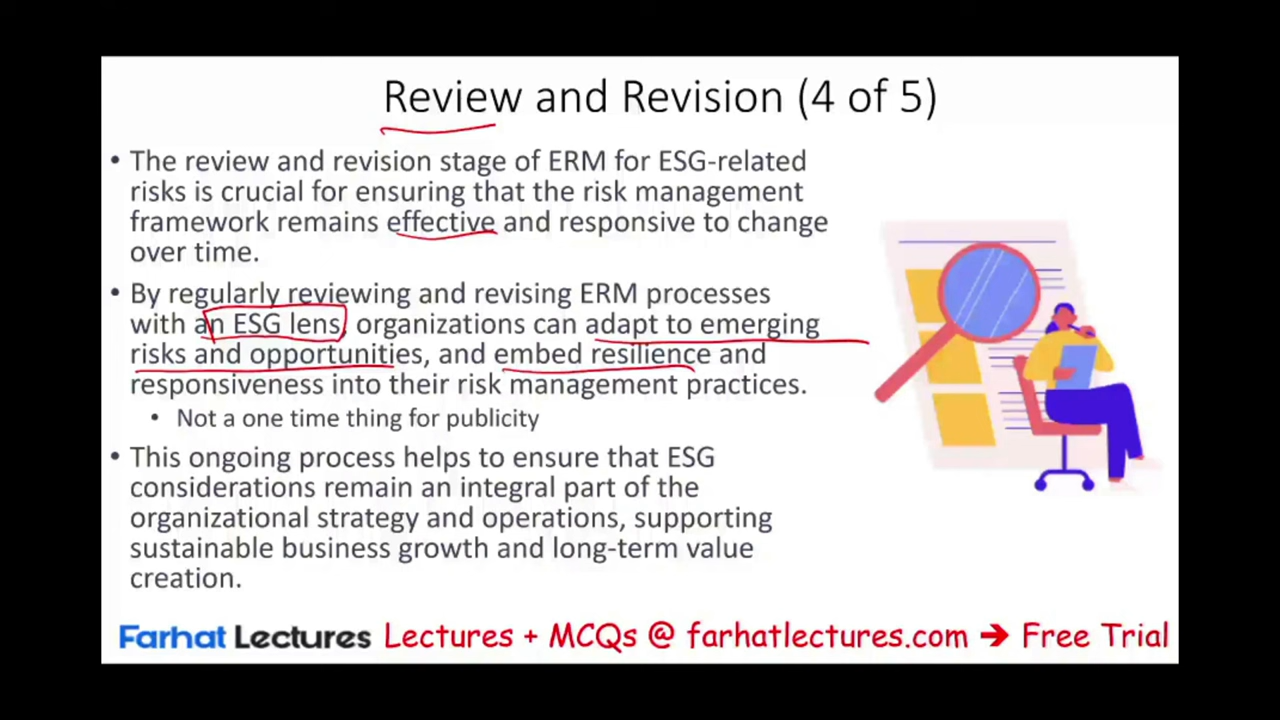 Review and Revision (4 of 5)
• The review and revision stage of ERM for ESG-related
risks is crucial for ensuring that the risk management
framework remains effective and responsive to change
over time.
• By regularly reviewing and revising ERM processes
with an ESG lens, organizations can adapt to emerging
risks and opportunities, and embed resilience and
responsiveness into their risk management practices.
• Not a one time thing for publicity
• This ongoing process helps to ensure that ESG
considerations remain an integral part of the
organizational strategy and operations, supporting
sustainable business growth and long-term value
creation.
Farhat Lectures Lectures + MCQs @ farhatlectures.com → Free Trial